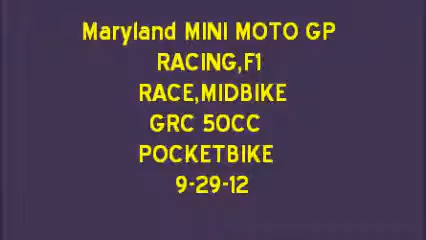 Maryland MINI MOTO GP
RACING,F1
RACE,MIDBIKE
GRC 50CC
POCKETBIKE
9-29-12